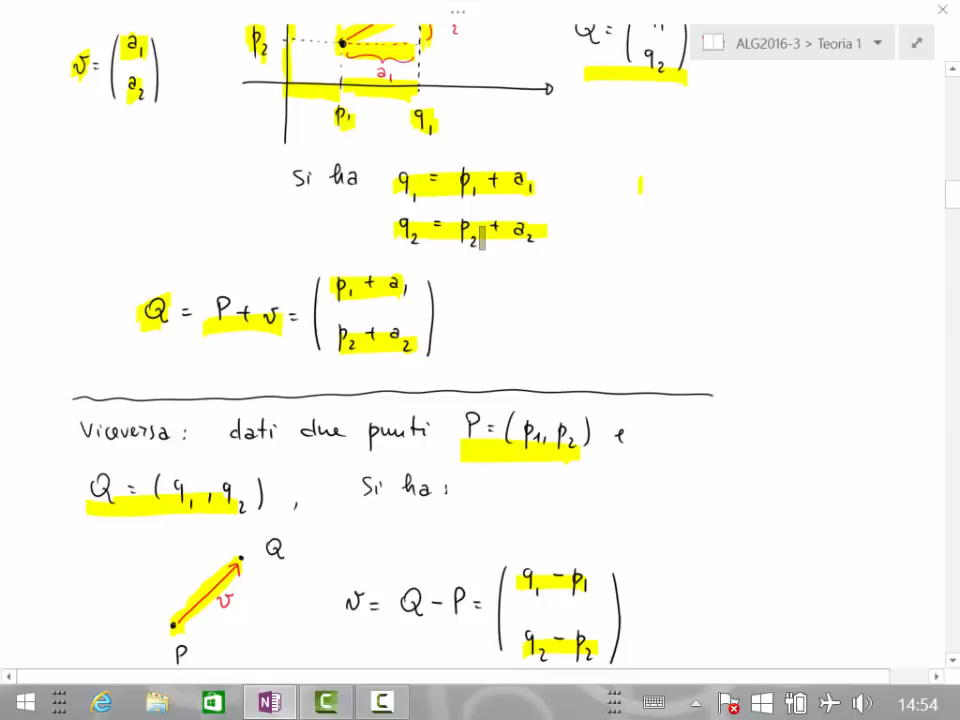 ALG2016-3 > Teoria 1
p₂
v = (a₁
a₂)
a₁
2
Q = (
q₂)
p₁
q₁
Si ha q₁ = p₁ + a₁
q₂ = p₂ + a₂
Q = P + v = (p₁ + a₁
p₂ + a₂)
Viceversa: dati due punti P = (p₁, p₂) e
Q = (q₁, q₂), Si ha:
Q
v
P
v = Q - P = (q₁ - p₁
q₂ - p₂)
14:54